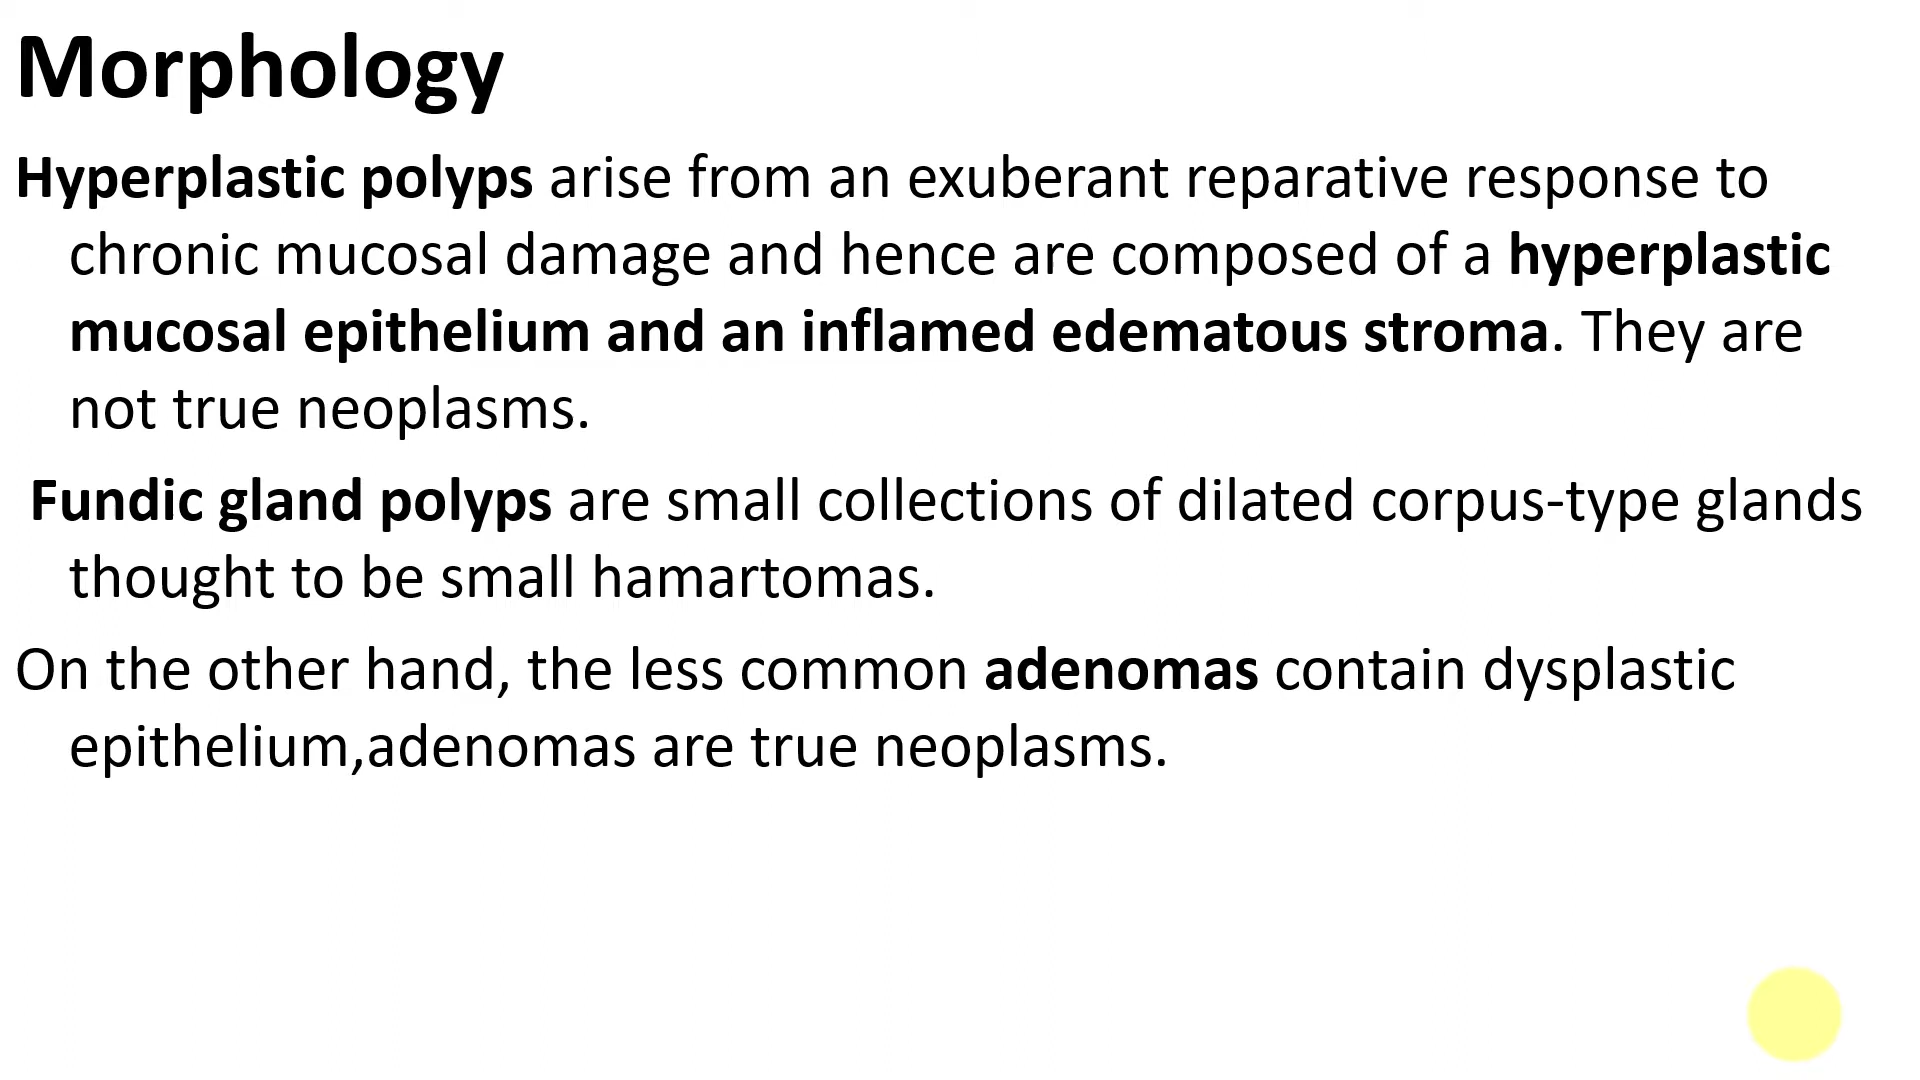 Morphology
Hyperplastic polyps arise from an exuberant reparative response to
chronic mucosal damage and hence are composed of a hyperplastic
mucosal epithelium and an inflamed edematous stroma. They are
not true neoplasms.
Fundic gland polyps are small collections of dilated corpus-type glands
thought to be small hamartomas.
On the other hand, the less common adenomas contain dysplastic
epithelium,adenomas are true neoplasms.